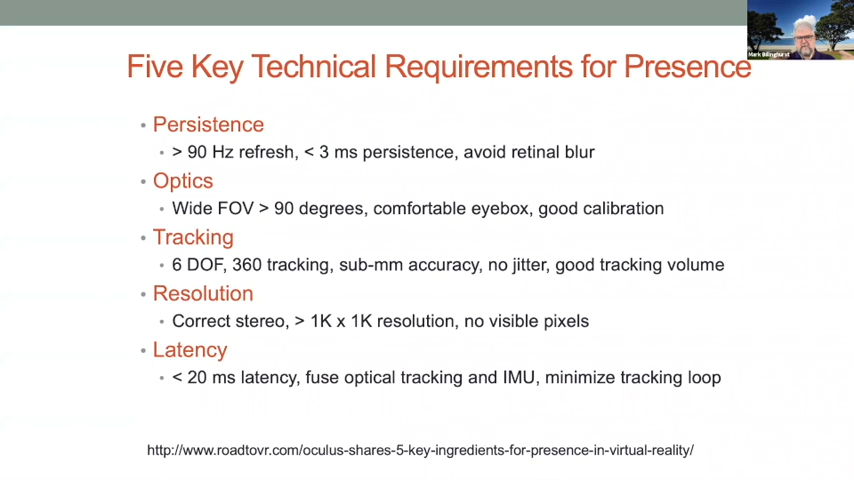 Mark Billinghurst
Five Key Technical Requirements for Presence
• Persistence
• > 90 Hz refresh, < 3 ms persistence, avoid retinal blur
• Optics
• Wide FOV > 90 degrees, comfortable eyebox, good calibration
• Tracking
• 6 DOF, 360 tracking, sub-mm accuracy, no jitter, good tracking volume
• Resolution
• Correct stereo, > 1K x 1K resolution, no visible pixels
• Latency
• < 20 ms latency, fuse optical tracking and IMU, minimize tracking loop
http://www.roadtovr.com/oculus-shares-5-key-ingredients-for-presence-in-virtual-reality/